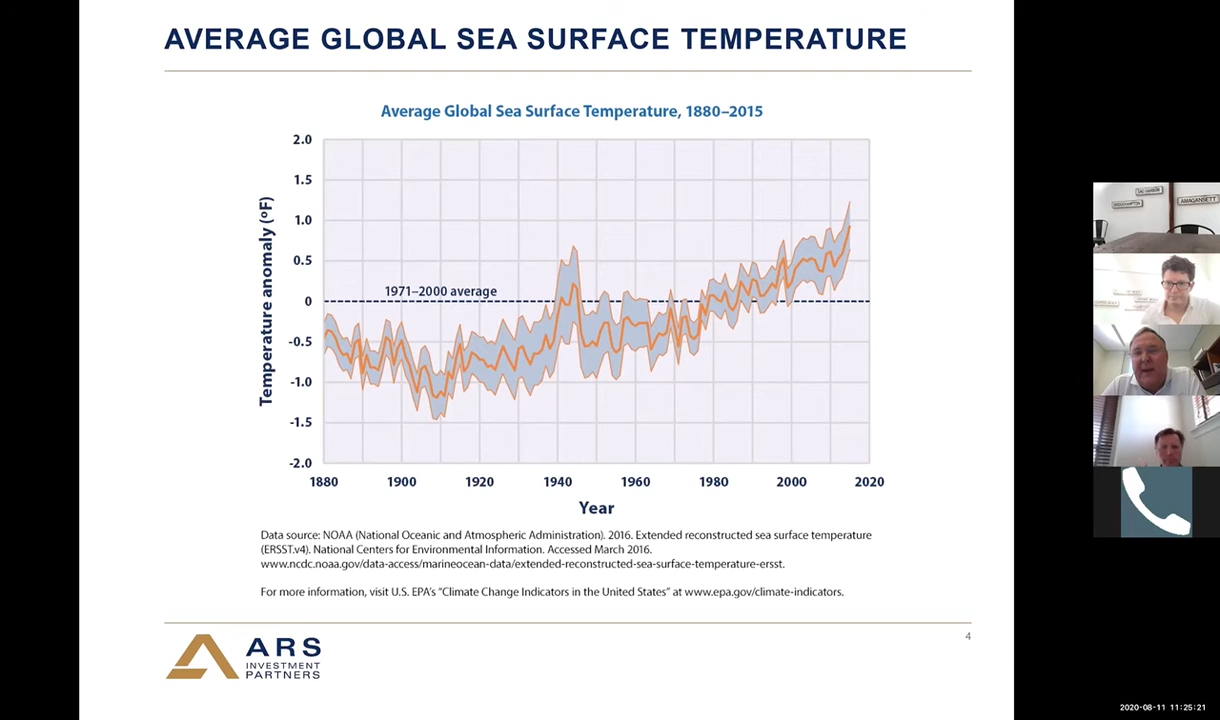 AVERAGE GLOBAL SEA SURFACE TEMPERATURE
Average Global Sea Surface Temperature, 1880–2015
Temperature anomaly (ºF)
2.0
1.5
1.0
0.5
0
-0.5
-1.0
-1.5
-2.0
1971–2000 average
1880
1900
1920
1940
1960
1980
2000
2020
Year
Data source: NOAA (National Oceanic and Atmospheric Administration). 2016. Extended reconstructed sea surface temperature
(ERSST.v4). National Centers for Environmental Information. Accessed March 2016.
www.ncdc.noaa.gov/data-access/marineocean-data/extended-reconstructed-sea-surface-temperature-ersst.
For more information, visit U.S. EPA's “Climate Change Indicators in the United States” at www.epa.gov/climate-indicators.
4
ARS
INVESTMENT
PARTNERS
SAG HARBOR
AMAGANSETT
2020-08-11 11:25:21